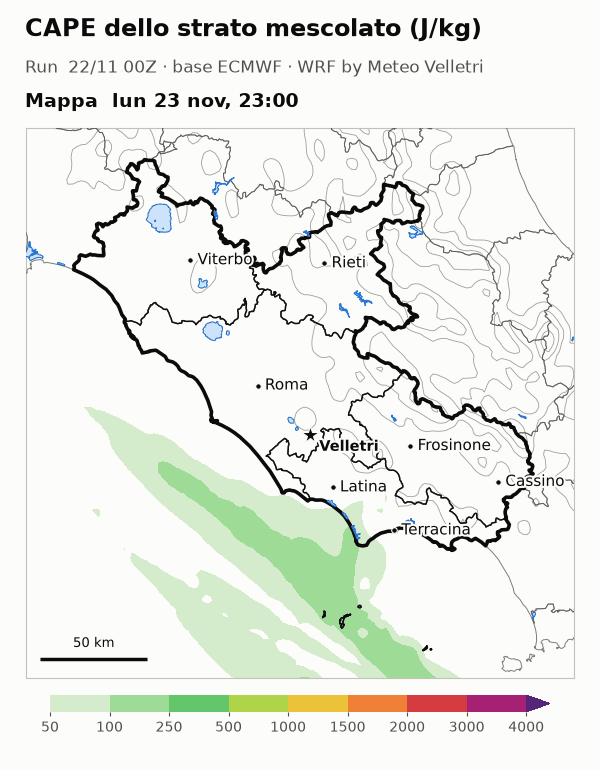 CAPE dello strato mescolato (J/kg)
Run  22/11 00Z · base ECMWF · WRF by Meteo Velletri
Mappa  lun 23 nov, 23:00
Viterbo
Rieti
Roma
Velletri
Frosinone
Latina
Cassino
Terracina
50 km
50 100 250 500 1000 1500 2000 3000 4000